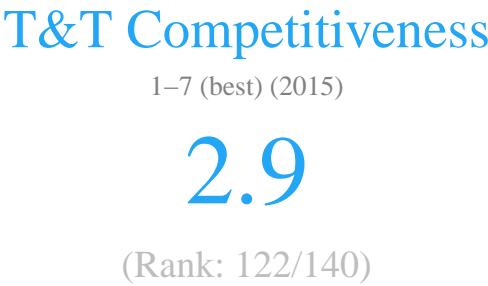 T&T Competitiveness
1–7 (best) (2015)
2.9
(Rank: 122/140)